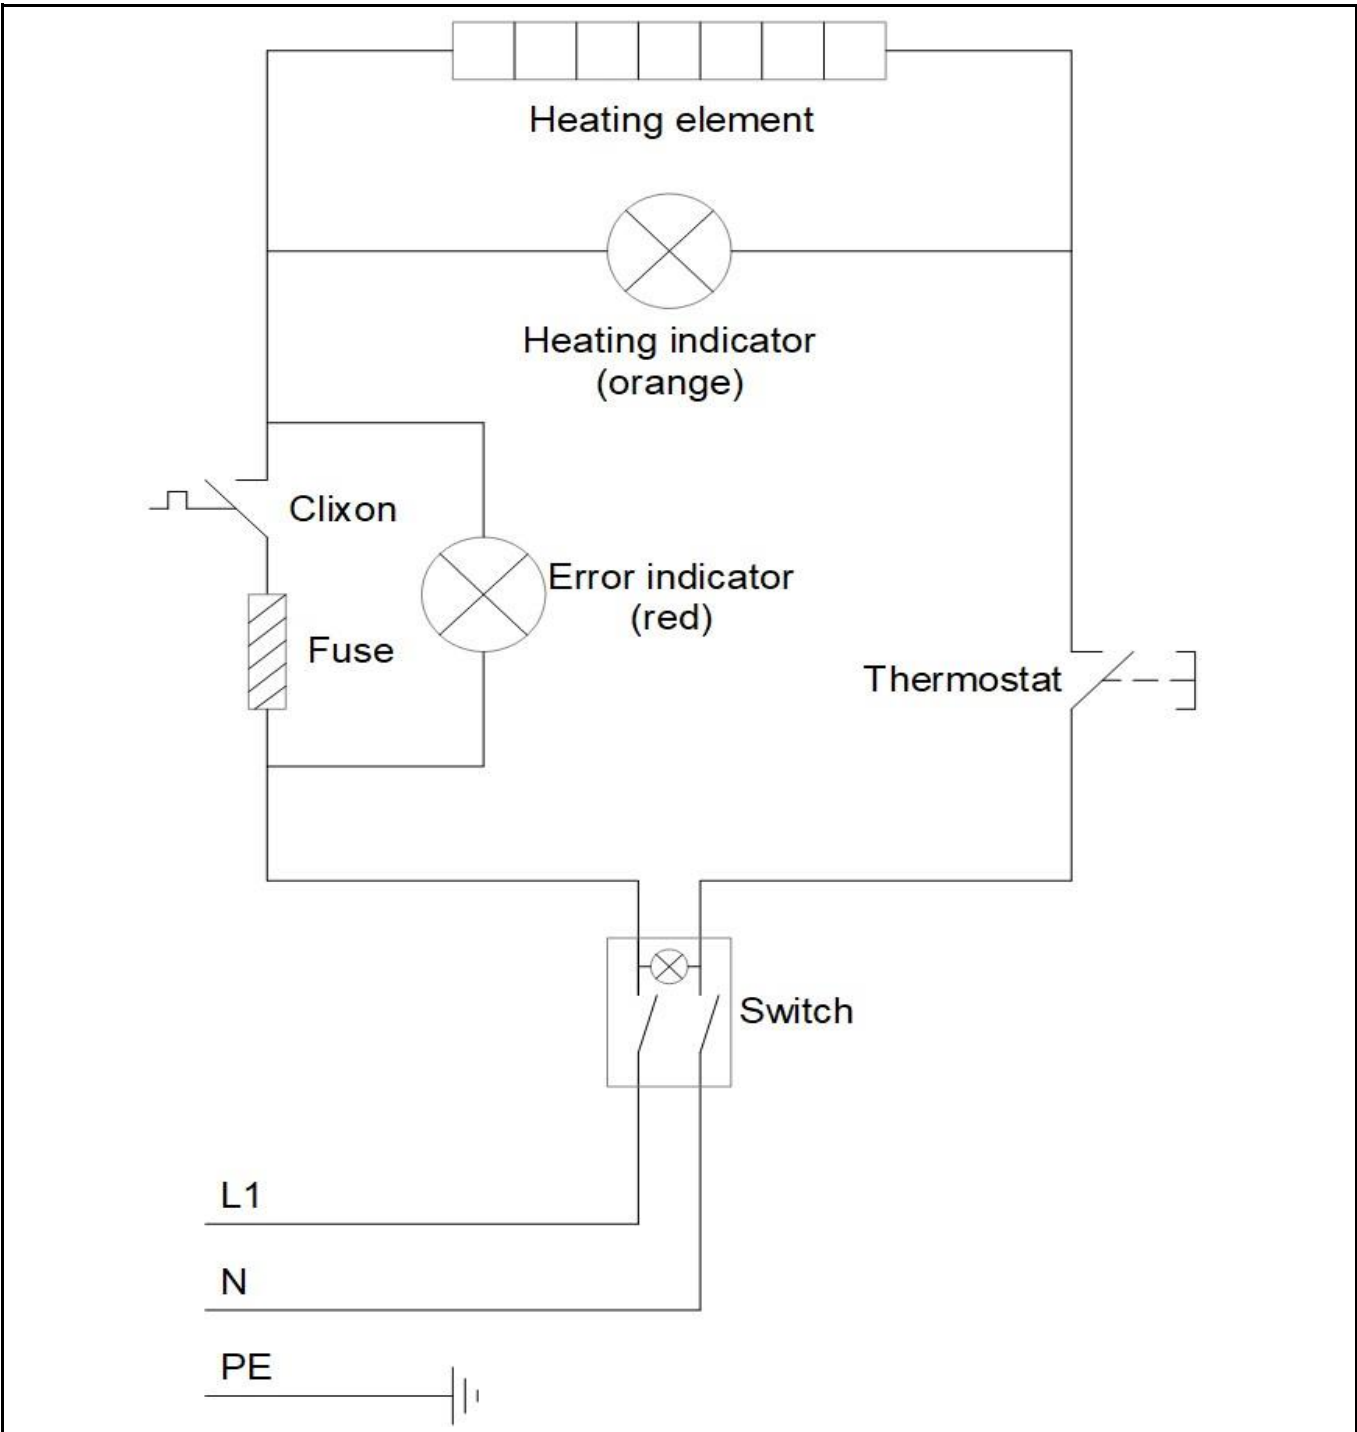 Heating element
Heating indicator
(orange)
Clixon
Error indicator
(red)
Fuse
Thermostat
Switch
L1
N
PE